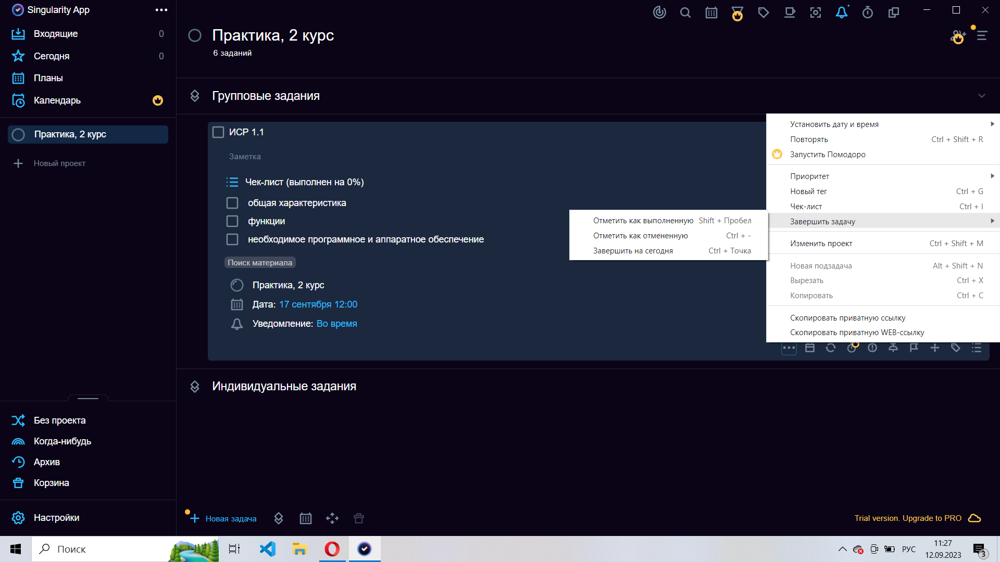 Singularity App
Входящие 0
Сегодня 0
Планы
Календарь
Практика, 2 курс
Новый проект
Без проекта
Когда-нибудь
Архив
Корзина
Настройки
Практика, 2 курс
6 заданий
Групповые задания
ИСР 1.1
Заметка
Чек-лист (выполнен на 0%)
общая характеристика
функции
необходимое программное и аппаратное обеспечение
Поиск материала
Практика, 2 курс
Дата: 17 сентября 12:00
Уведомление: Во время
Отметить как выполненную Shift + Пробел
Отметить как отмененную Ctrl + -
Завершить на сегодня Ctrl + Точка
Установить дату и время
Повторять Ctrl + Shift + R
Запустить Помодоро
Приоритет
Новый тег Ctrl + G
Чек-лист Ctrl + I
Завершить задачу
Изменить проект Ctrl + Shift + M
Новая подзадача Alt + Shift + N
Вырезать Ctrl + X
Копировать Ctrl + C
Скопировать приватную ссылку
Скопировать приватную WEB-ссылку
Индивидуальные задания
Новая задача
Trial version. Upgrade to PRO
Поиск
РУС
11:27
12.09.2023
3